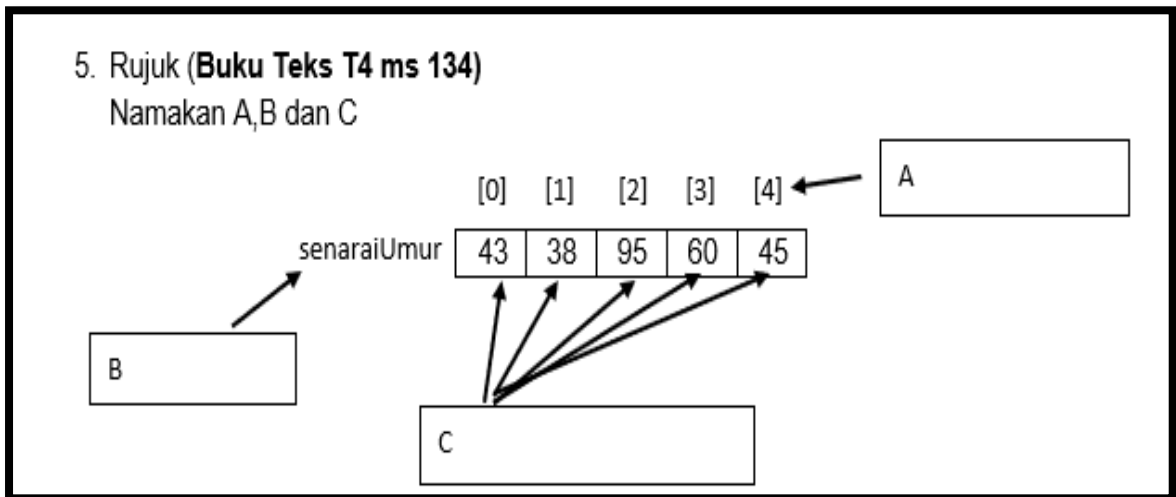 5. Rujuk (Buku Teks T4 ms 134)
Namakan A,B dan C
A
[0] [1] [2] [3] [4]
senaraiUmur 43 38 95 60 45
B
C